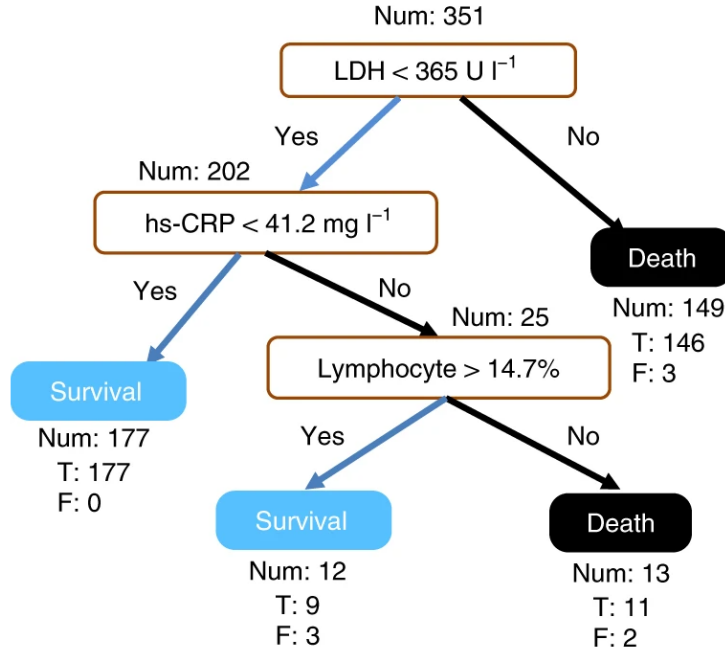 Num: 351
LDH < 365 U l⁻¹
Yes
No
Num: 202
hs-CRP < 41.2 mg l⁻¹
Death
Num: 149
T: 146
F: 3
Yes
No
Num: 25
Lymphocyte > 14.7%
Survival
Num: 177
T: 177
F: 0
Yes
No
Survival
Num: 12
T: 9
F: 3
Death
Num: 13
T: 11
F: 2